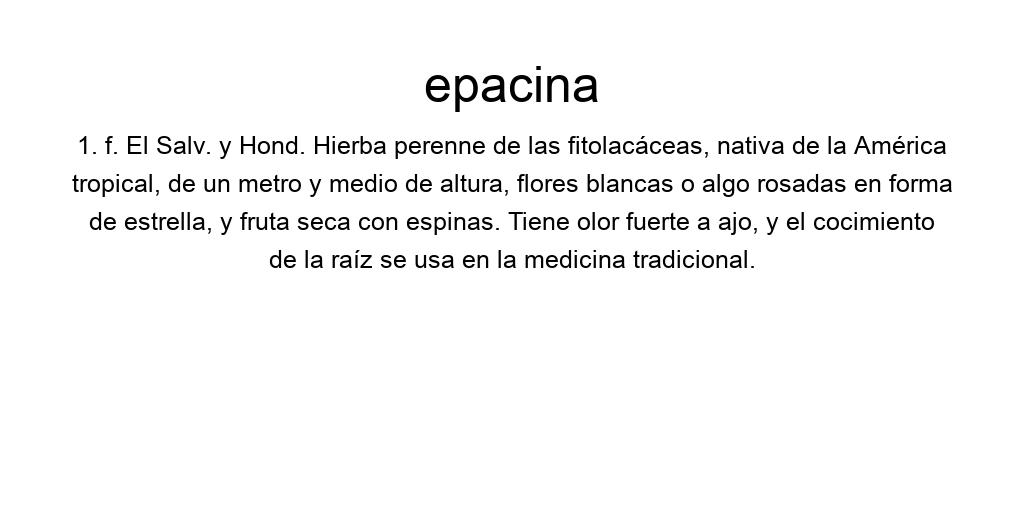 epacina
1. f. El Salv. y Hond. Hierba perenne de las fitolacáceas, nativa de la América
tropical, de un metro y medio de altura, flores blancas o algo rosadas en forma
de estrella, y fruta seca con espinas. Tiene olor fuerte a ajo, y el cocimiento
de la raíz se usa en la medicina tradicional.